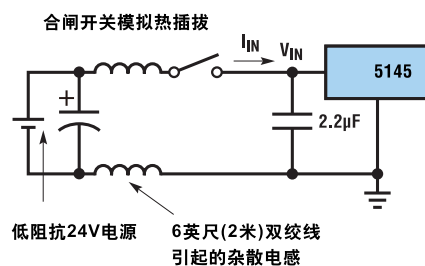 合闸开关模拟热插拔
IIN
VIN
5145
+
2.2μF
低阻抗24V电源
6英尺(2米)双绞线
引起的杂散电感